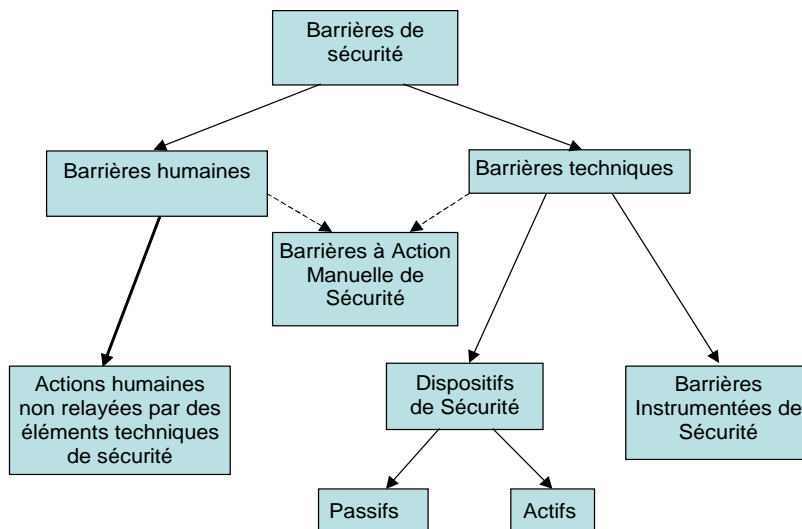 Barrières de
sécurité
Barrières humaines
Barrières techniques
Barrières à Action
Manuelle de
Sécurité
Actions humaines
non relayées par des
éléments techniques
de sécurité
Dispositifs
de Sécurité
Barrières
Instrumentées de
Sécurité
Passifs
Actifs